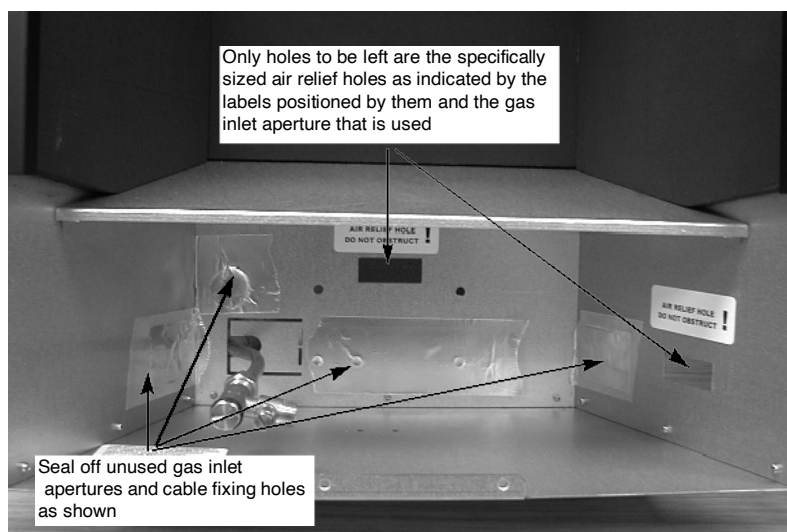 Only holes to be left are the specifically
sized air relief holes as indicated by the
labels positioned by them and the gas
inlet aperture that is used
AIR RELIEF HOLE
DO NOT OBSTRUCT !
AIR RELIEF HOLE
DO NOT OBSTRUCT !
Seal off unused gas inlet
apertures and cable fixing holes
as shown